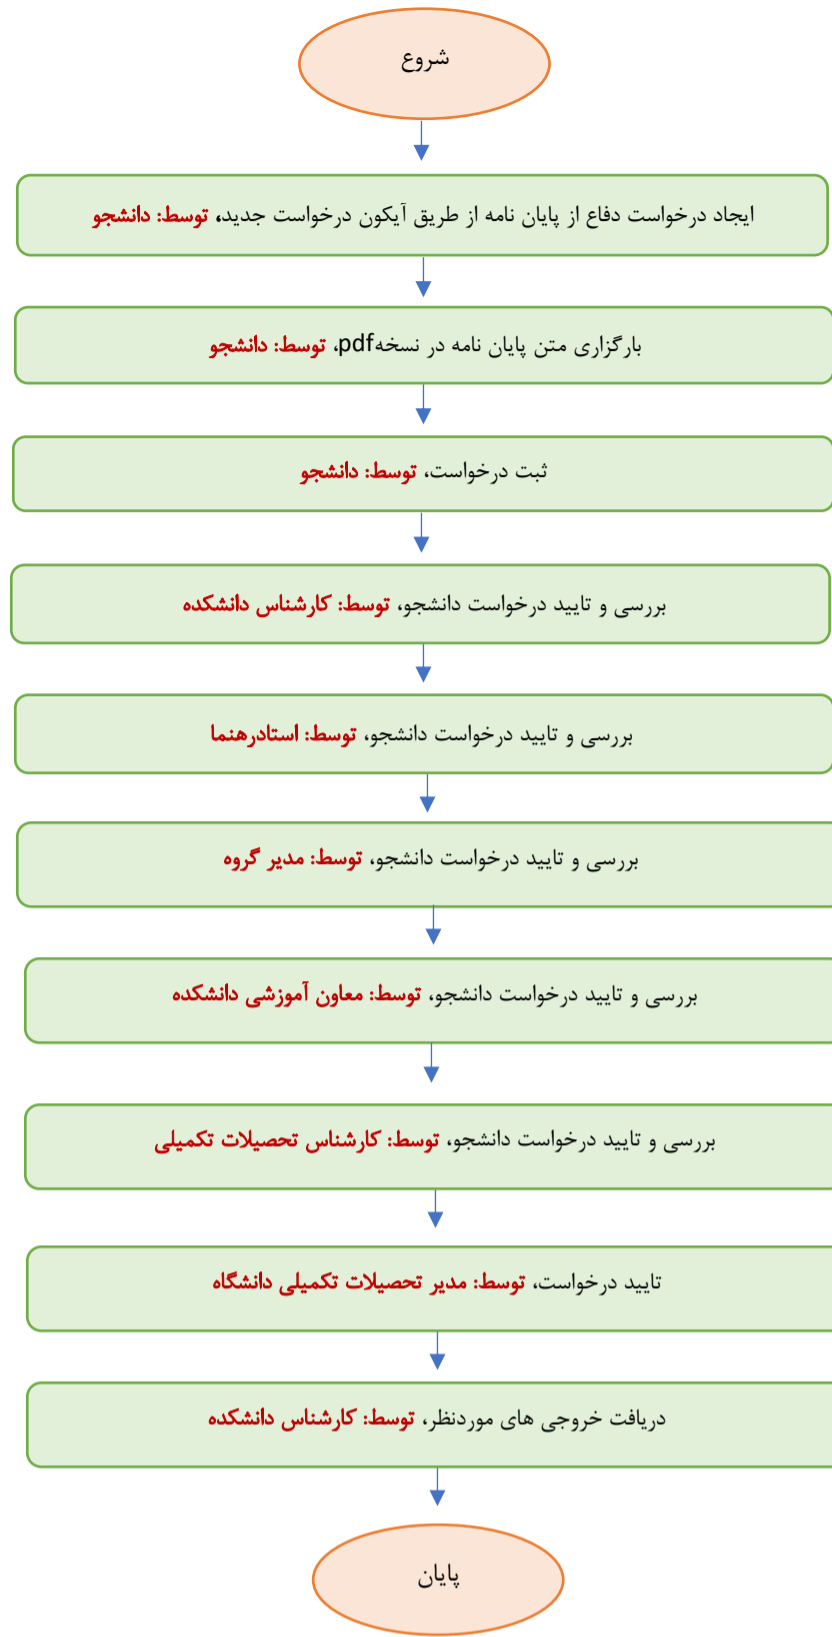 شروع
ایجاد درخواست دفاع از پایان نامه از طریق آیکون درخواست جدید، توسط: دانشجو
بارگزاری متن پایان نامه در نسخهpdf، توسط: دانشجو
ثبت درخواست، توسط: دانشجو
بررسی و تایید درخواست دانشجو، توسط: کارشناس دانشکده
بررسی و تایید درخواست دانشجو، توسط: استادرهنما
بررسی و تایید درخواست دانشجو، توسط: مدیر گروه
بررسی و تایید درخواست دانشجو، توسط: معاون آموزشی دانشکده
بررسی و تایید درخواست دانشجو، توسط: کارشناس تحصیلات تکمیلی
تایید درخواست، توسط: مدیر تحصیلات تکمیلی دانشگاه
دریافت خروجی های موردنظر، توسط: کارشناس دانشکده
پایان